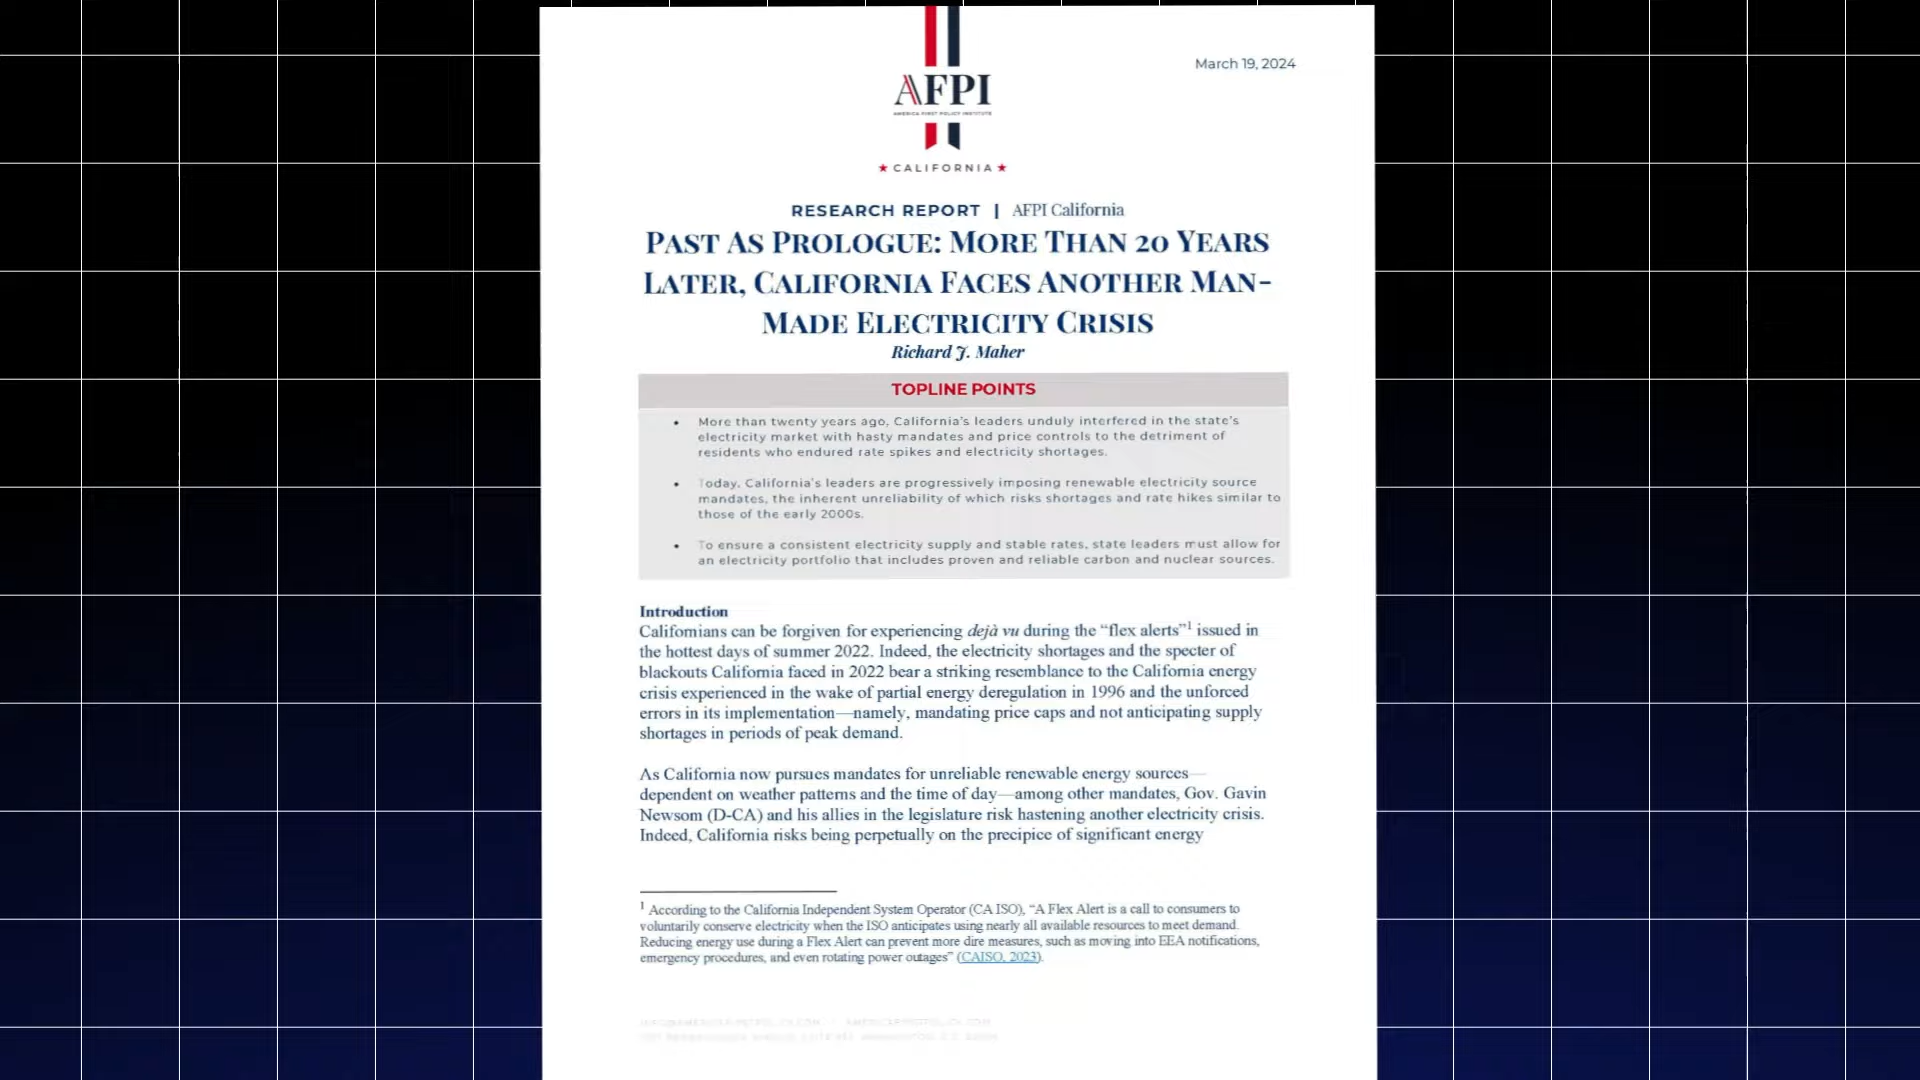 March 19, 2024
AFPI
AMERICA FIRST POLICY INSTITUTE
★ CALIFORNIA ★
RESEARCH REPORT | AFPI California
PAST AS PROLOGUE: MORE THAN 20 YEARS
LATER, CALIFORNIA FACES ANOTHER MAN-
MADE ELECTRICITY CRISIS
Richard J. Maher
TOPLINE POINTS
• More than twenty years ago, California's leaders unduly interfered in the state's
electricity market with hasty mandates and price controls to the detriment of
residents who endured rate spikes and electricity shortages.
• Today, California's leaders are progressively imposing renewable electricity source
mandates, the inherent unreliability of which risks shortages and rate hikes similar to
those of the early 2000s.
• To ensure a consistent electricity supply and stable rates, state leaders must allow for
an electricity portfolio that includes proven and reliable carbon and nuclear sources.
Introduction
Californians can be forgiven for experiencing dejà vu during the “flex alerts”1 issued in
the hottest days of summer 2022. Indeed, the electricity shortages and the specter of
blackouts California faced in 2022 bear a striking resemblance to the California energy
crisis experienced in the wake of partial energy deregulation in 1996 and the unforced
errors in its implementation—namely, mandating price caps and not anticipating supply
shortages in periods of peak demand.
As California now pursues mandates for unreliable renewable energy sources—
dependent on weather patterns and the time of day—among other mandates, Gov. Gavin
Newsom (D-CA) and his allies in the legislature risk hastening another electricity crisis.
Indeed, California risks being perpetually on the precipice of significant energy
1 According to the California Independent System Operator (CA ISO), “A Flex Alert is a call to consumers to
voluntarily conserve electricity when the ISO anticipates using nearly all available resources to meet demand.
Reducing energy use during a Flex Alert can prevent more dire measures, such as moving into EEA notifications,
emergency procedures, and even rotating power outages” (CAISO, 2023).